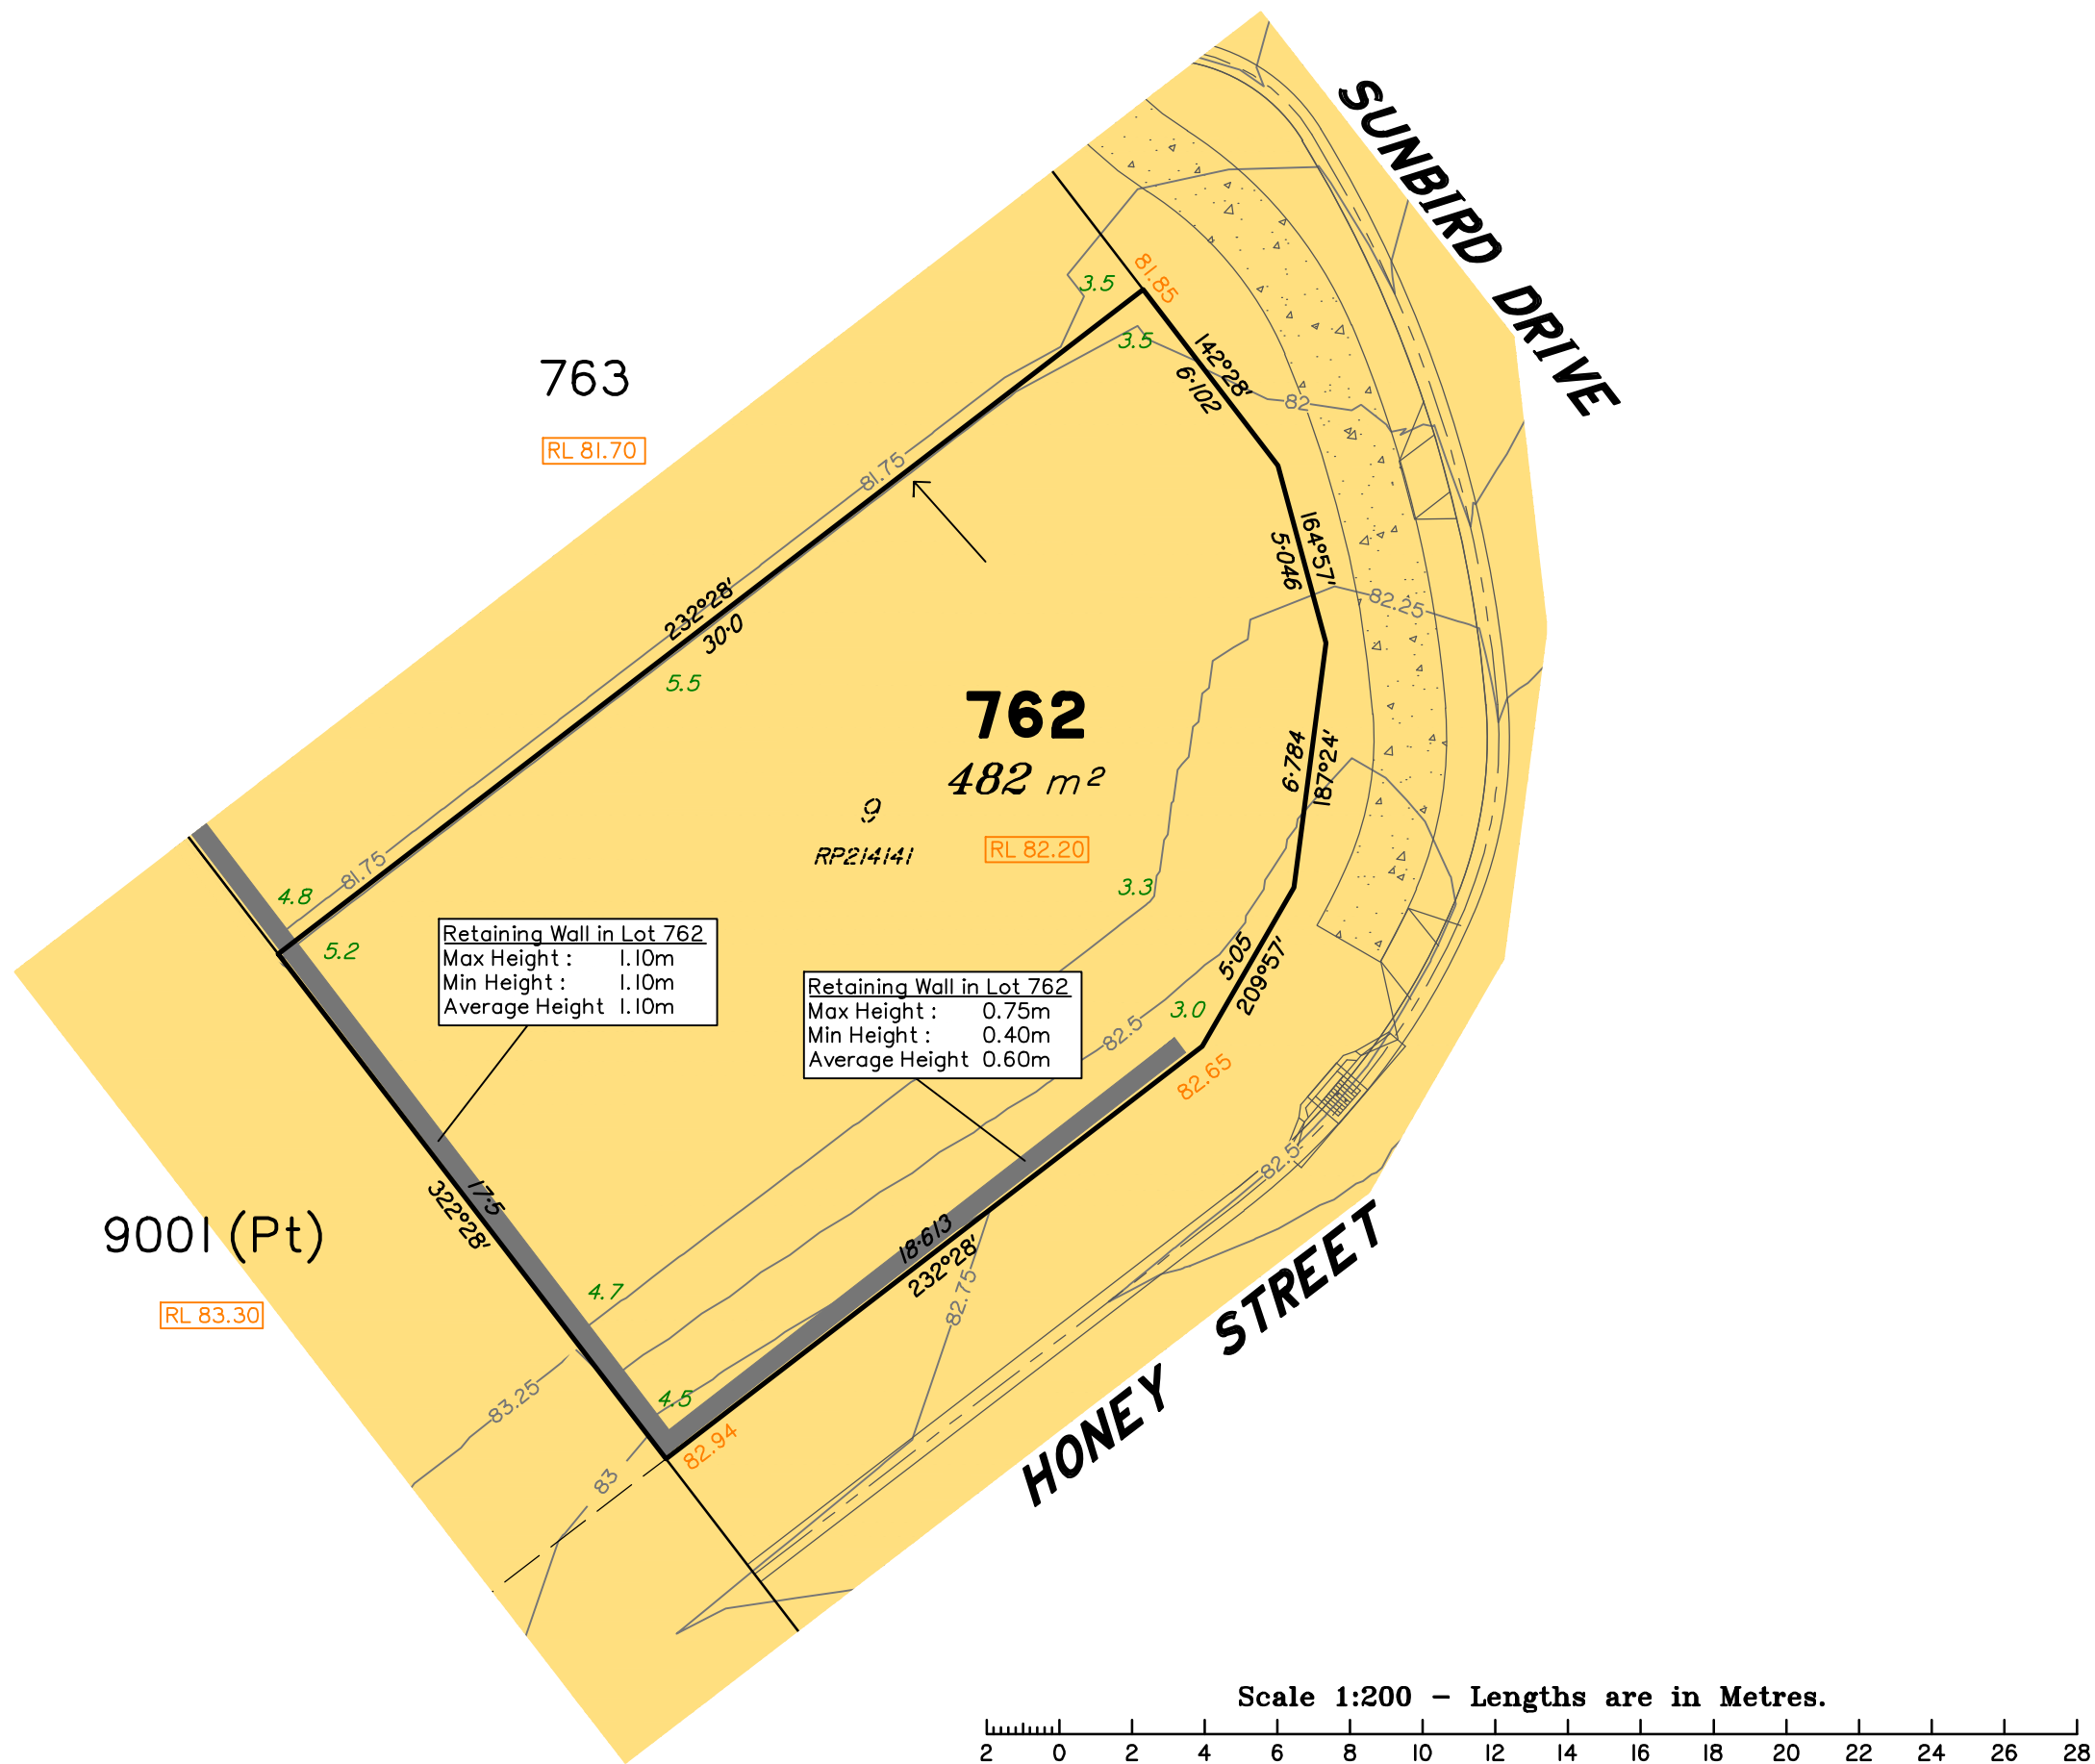 SUNBIRD DRIVE
81.85
3.5
3.5
142°28'
6·102
763
RL 81.70
82
81.75
164°57'
5·046
82.25
232°28'
30·0
5.5
762
482 m²
9
RP214141
RL 82.20
6·784
187°24'
3.3
81.75
4.8
5.2
Retaining Wall in Lot 762
Max Height : 1.10m
Min Height : 1.10m
Average Height 1.10m
Retaining Wall in Lot 762
Max Height : 0.75m
Min Height : 0.40m
Average Height 0.60m
5·05
209°57'
3.0
82.5
82.65
82.5
17·5
322°28'
9001(Pt)
RL 83.30
18·613
232°28'
82.75
4.7
HONEY STREET
83.25
4.5
82.94
83
Scale 1:200 – Lengths are in Metres.
2 0 2 4 6 8 10 12 14 16 18 20 22 24 26 28